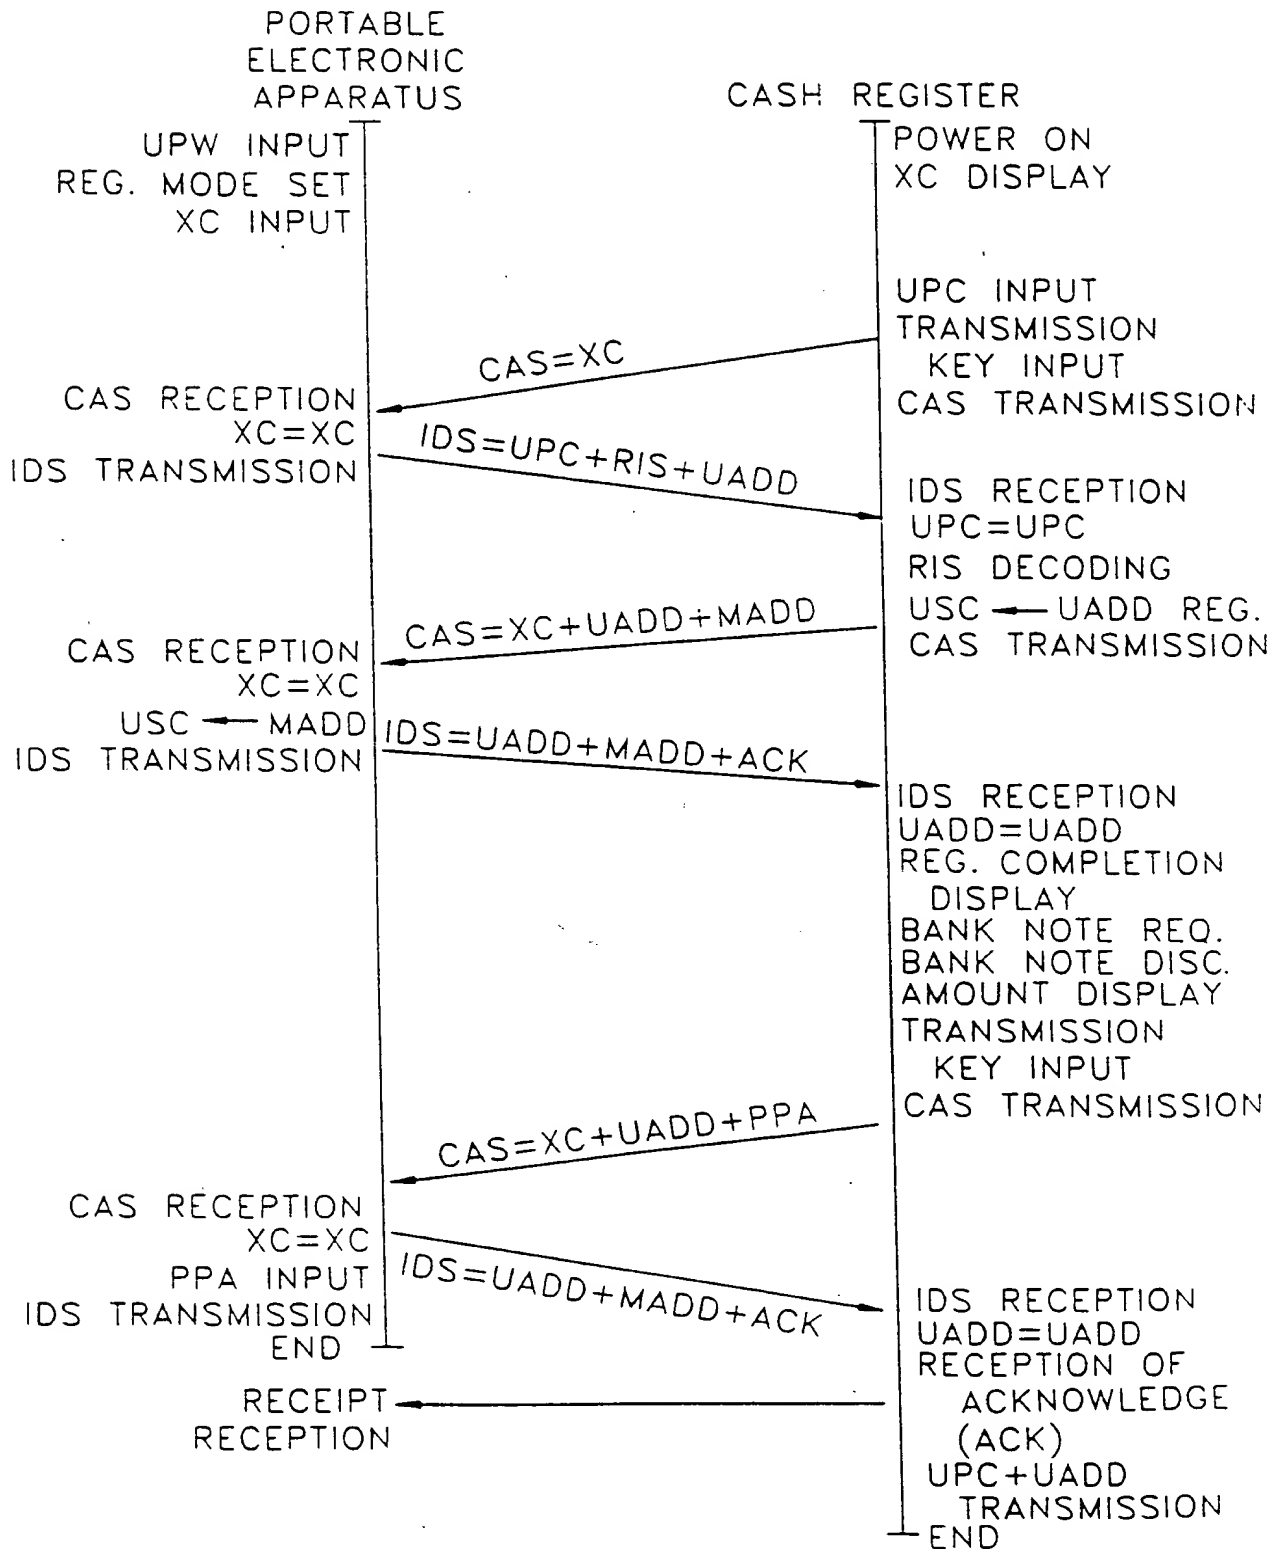 PORTABLE
ELECTRONIC
APPARATUS
CASH REGISTER
UPW INPUT
REG. MODE SET
XC INPUT
POWER ON
XC DISPLAY
UPC INPUT
TRANSMISSION
KEY INPUT
CAS TRANSMISSION
CAS=XC
CAS RECEPTION
XC=XC
IDS TRANSMISSION
IDS=UPC+RIS+UADD
IDS RECEPTION
UPC=UPC
RIS DECODING
USC ← UADD REG.
CAS TRANSMISSION
CAS=XC+UADD+MADD
CAS RECEPTION
XC=XC
USC ← MADD
IDS TRANSMISSION
IDS=UADD+MADD+ACK
IDS RECEPTION
UADD=UADD
REG. COMPLETION
DISPLAY
BANK NOTE REQ.
BANK NOTE DISC.
AMOUNT DISPLAY
TRANSMISSION
KEY INPUT
CAS TRANSMISSION
CAS=XC+UADD+PPA
CAS RECEPTION
XC=XC
PPA INPUT
IDS TRANSMISSION
END
IDS=UADD+MADD+ACK
IDS RECEPTION
UADD=UADD
RECEPTION OF
ACKNOWLEDGE
(ACK)
UPC+UADD
TRANSMISSION
END
RECEIPT
RECEPTION